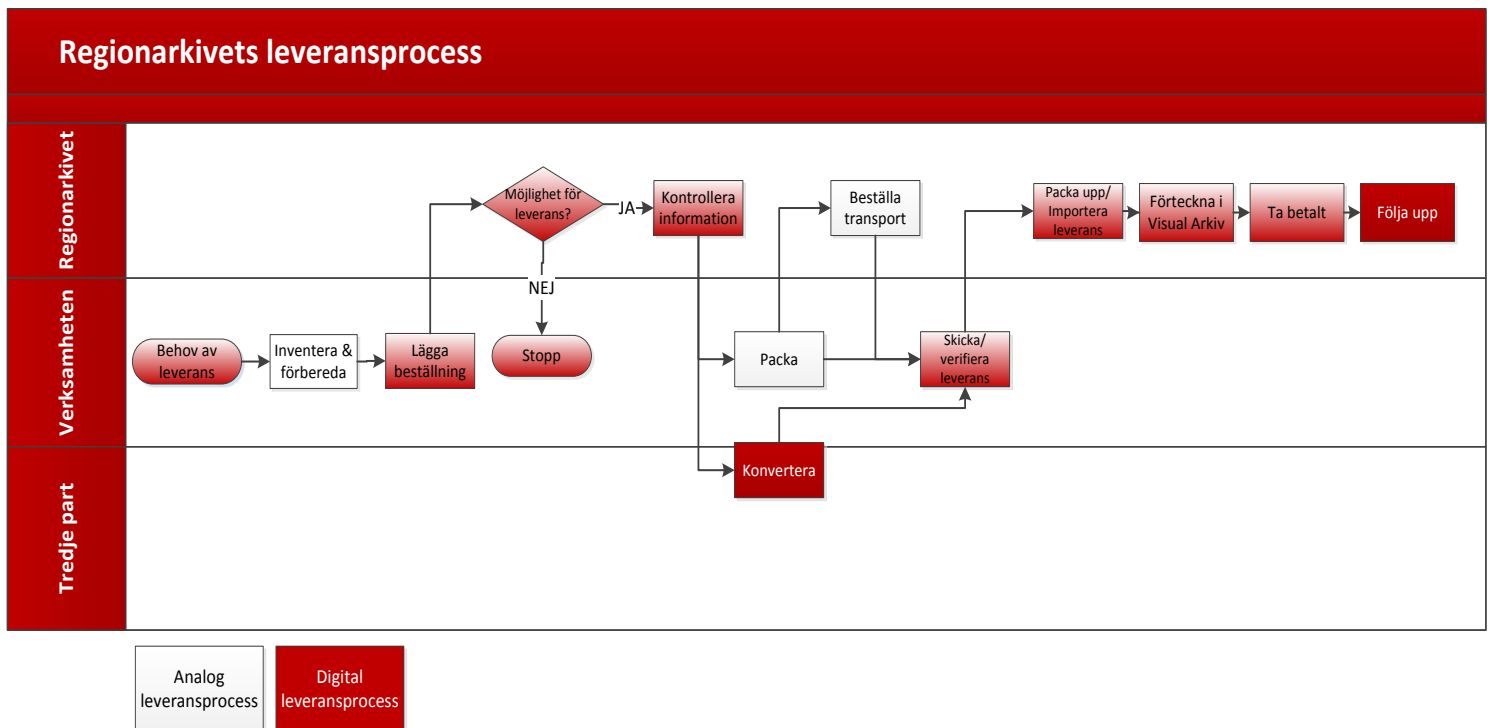 Regionarkivets leveransprocess
Regionarkivet
Möjlighet för
leverans?
JA
Kontrollera
information
Beställa
transport
Packa upp/
Importera
leverans
Förteckna i
Visual Arkiv
Ta betalt
Följa upp
NEJ
Verksamheten
Behov av
leverans
Inventera &
förbereda
Lägga
beställning
Stopp
Packa
Skicka/
verifiera
leverans
Tredje part
Konvertera
Analog
leveransprocess
Digital
leveransprocess